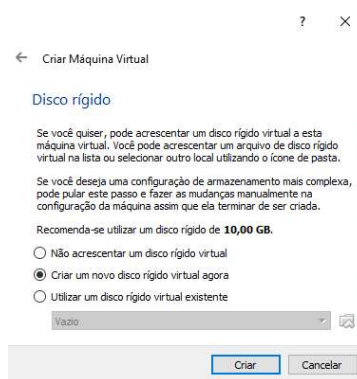 ?
×
Criar Máquina Virtual
Disco rígido
Se você quiser, pode acrescentar um disco rígido virtual a esta
máquina virtual. Você pode acrescentar um arquivo de disco rígido
virtual na lista ou selecionar outro local utilizando o ícone de pasta.
Se você deseja uma configuração de armazenamento mais complexa,
pode pular este passo e fazer as mudanças manualmente na
configuração da máquina assim que ela terminar de ser criada.
Recomenda-se utilizar um disco rígido de 10,00 GB.
Não acrescentar um disco rígido virtual
Criar um novo disco rígido virtual agora
Utilizar um disco rígido virtual existente
Vazio
Criar Cancelar